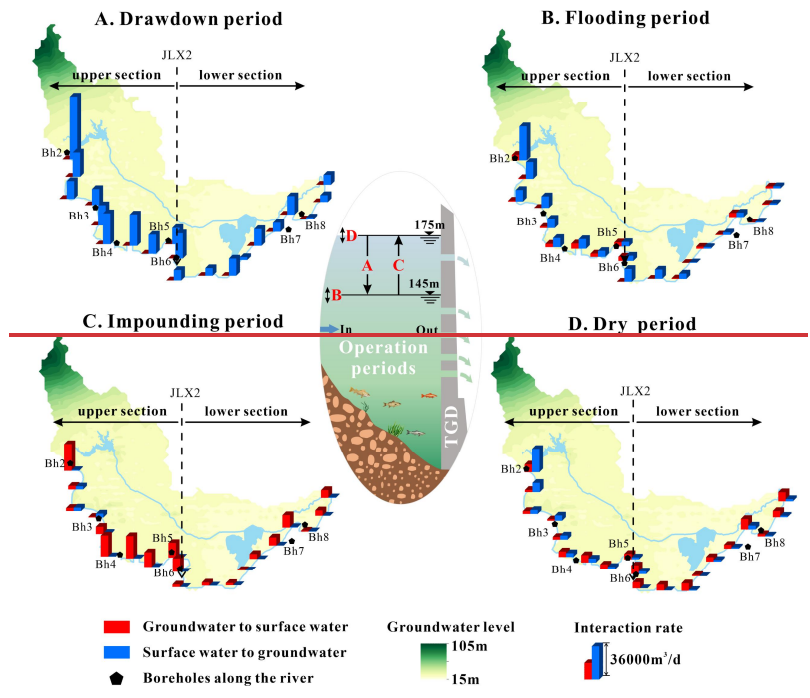 A. Drawdown period
JLX2
upper section
lower section
Bh2
Bh3
Bh4
Bh5
Bh6
Bh7
Bh8
B. Flooding period
JLX2
upper section
lower section
Bh2
Bh3
Bh4
Bh5
Bh6
Bh7
Bh8
175m
D
A
C
145m
B
In
Out
Operation
periods
TGD
C. Impounding period
JLX2
upper section
lower section
Bh2
Bh3
Bh4
Bh5
Bh6
Bh7
Bh8
D. Dry period
JLX2
upper section
lower section
Bh2
Bh3
Bh4
Bh5
Bh6
Bh7
Bh8
Groundwater to surface water
Surface water to groundwater
Boreholes along the river
Groundwater level
105m
15m
Interaction rate
36000m³/d